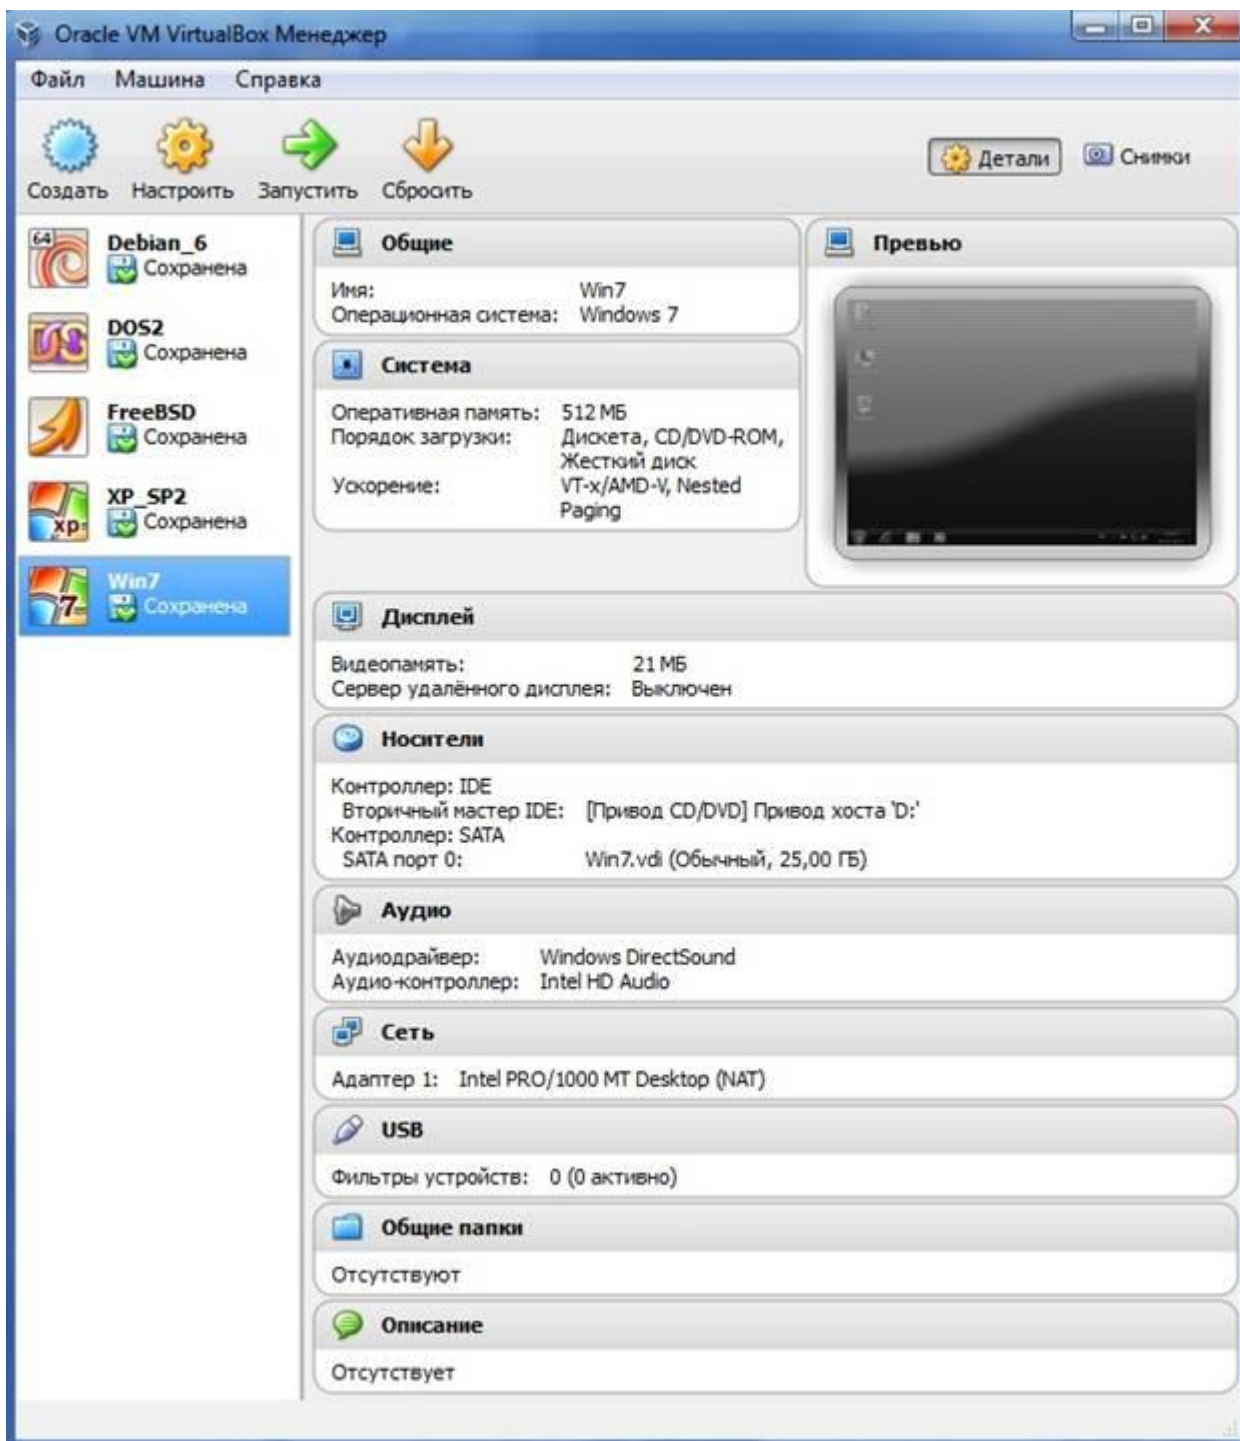 Oracle VM VirtualBox Менеджер
Файл Машина Справка
Создать Настроить Запустить Сбросить
Детали Снимки
64 Debian_6
Сохранена
DOS2
Сохранена
FreeBSD
Сохранена
xp XP_SP2
Сохранена
7 Win7
Сохранена
Общие
Имя: Win7
Операционная система: Windows 7
Система
Оперативная память: 512 МБ
Порядок загрузки: Дискета, CD/DVD-ROM,
Жесткий диск
Ускорение: VT-x/AMD-V, Nested
Paging
Превью
Дисплей
Видеопамять: 21 МБ
Сервер удалённого дисплея: Выключен
Носители
Контроллер: IDE
Вторичный мастер IDE: [Привод CD/DVD] Привод хоста 'D:'
Контроллер: SATA
SATA порт 0: Win7.vdi (Обычный, 25,00 ГБ)
Аудио
Аудиодрайвер: Windows DirectSound
Аудио-контроллер: Intel HD Audio
Сеть
Адаптер 1: Intel PRO/1000 MT Desktop (NAT)
USB
Фильтры устройств: 0 (0 активно)
Общие папки
Отсутствуют
Описание
Отсутствует